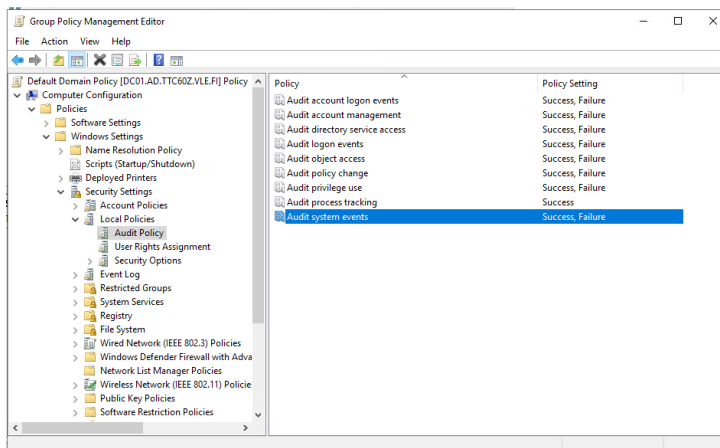 Group Policy Management Editor
File Action View Help
Default Domain Policy [DC01.AD.TTC60Z.VLE.FI] Policy
Computer Configuration
Policies
Software Settings
Windows Settings
Name Resolution Policy
Scripts (Startup/Shutdown)
Deployed Printers
Security Settings
Account Policies
Local Policies
Audit Policy
User Rights Assignment
Security Options
Event Log
Restricted Groups
System Services
Registry
File System
Wired Network (IEEE 802.3) Policies
Windows Defender Firewall with Adva
Network List Manager Policies
Wireless Network (IEEE 802.11) Policie
Public Key Policies
Software Restriction Policies
Policy Policy Setting
Audit account logon events Success, Failure
Audit account management Success, Failure
Audit directory service access Success, Failure
Audit logon events Success, Failure
Audit object access Success, Failure
Audit policy change Success, Failure
Audit privilege use Success, Failure
Audit process tracking Success
Audit system events Success, Failure